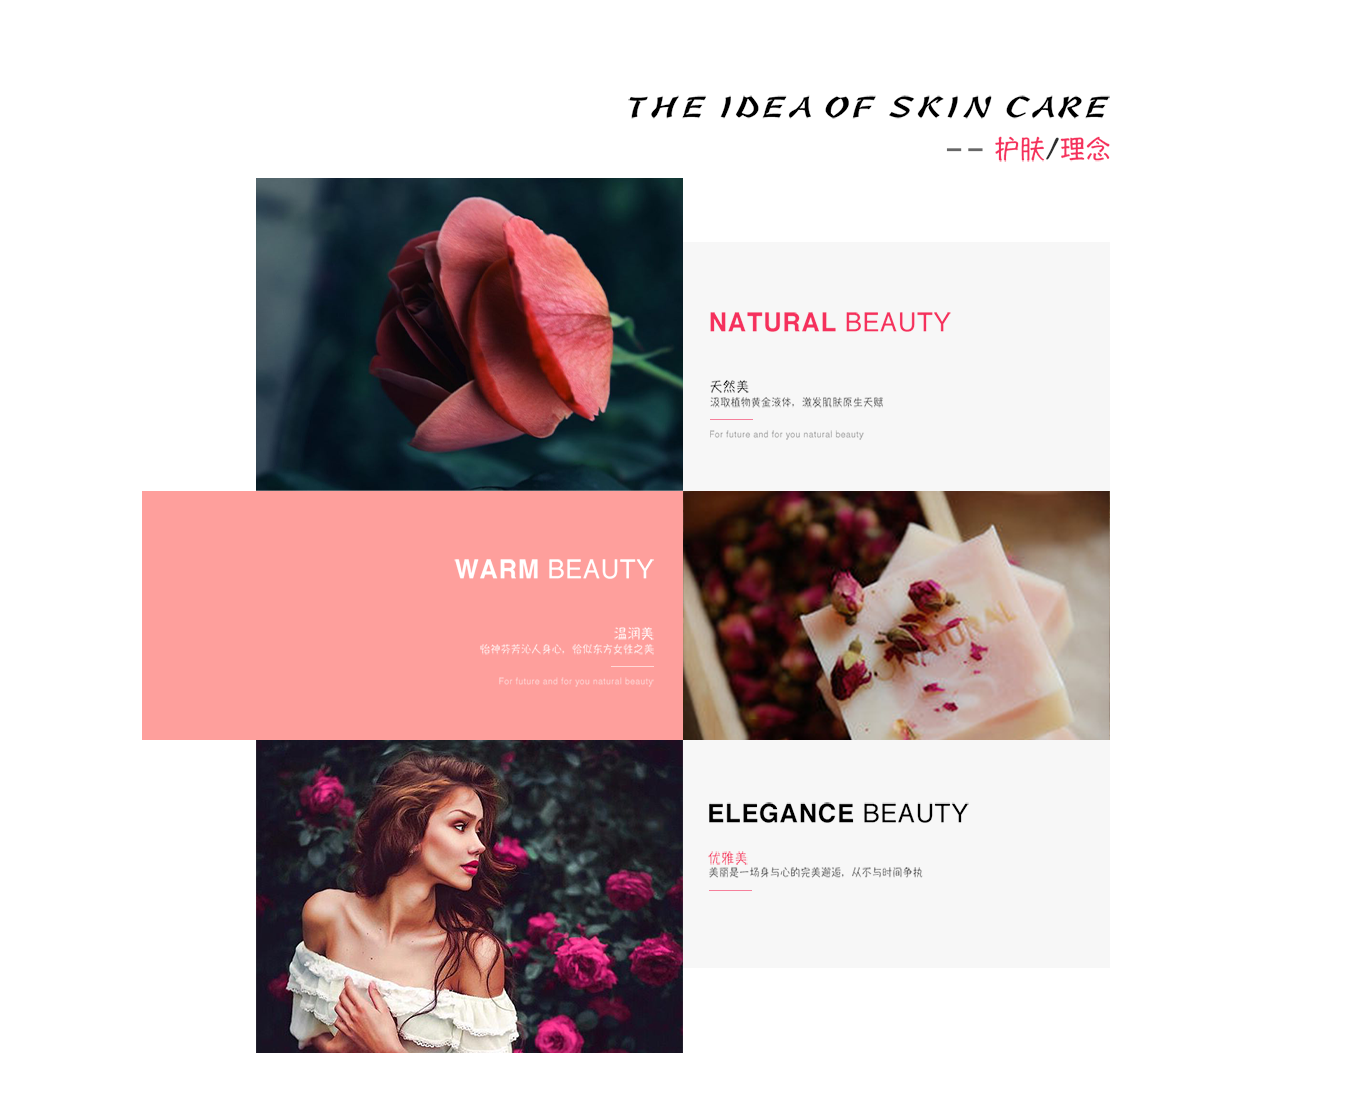 THE IDEA OF SKIN CARE
-- 护肤/理念
NATURAL BEAUTY
天然美
汲取植物黄金液体，激发肌肤原生天赋
For future and for you natural beauty
WARM BEAUTY
温润美
怡神芬芳沁人身心，恰似东方女性之美
For future and for you natural beauty
NATURAL
ELEGANCE BEAUTY
优雅美
美丽是一场身与心的完美邂逅，从不与时间争执